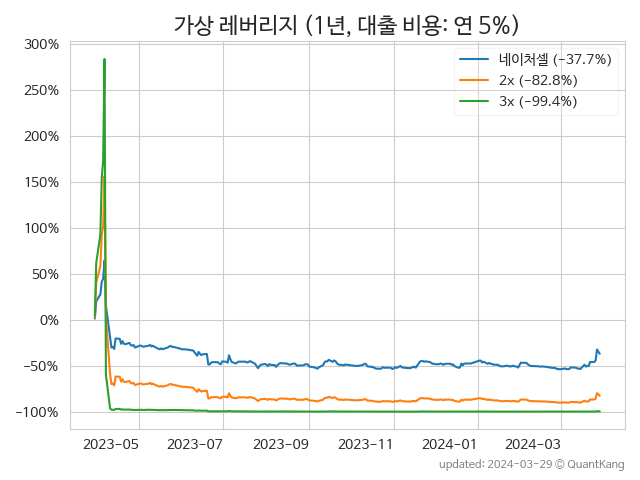 가상 레버리지 (1년, 대출 비용: 연 5%)
네이처셀 (-37.7%)
2x (-82.8%)
3x (-99.4%)
300%
250%
200%
150%
100%
50%
0%
-50%
-100%
2023-05 2023-07 2023-09 2023-11 2024-01 2024-03
updated: 2024-03-29 © QuantKang